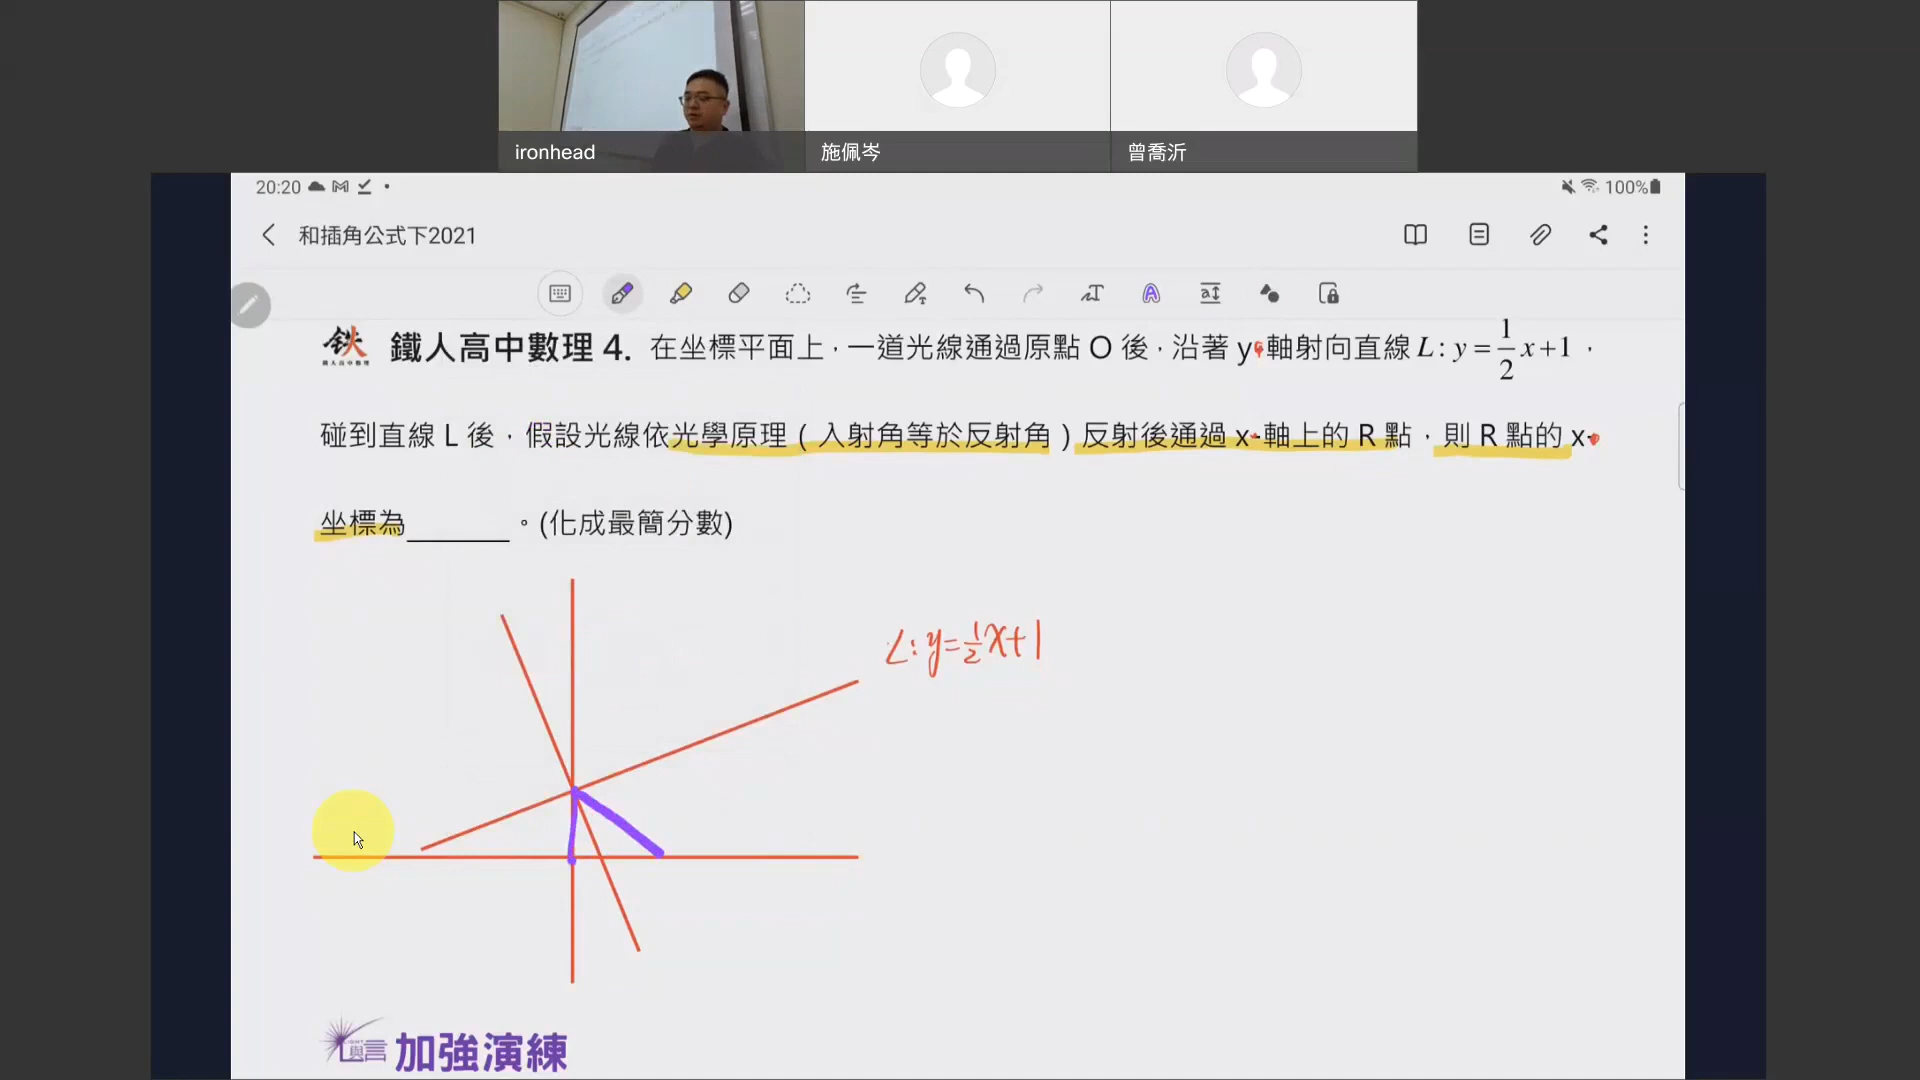 ironhead
施佩岑
曾喬沂
20:20
100%
和插角公式下2021
鐵人高中數理 4. 在坐標平面上，一道光線通過原點 O 後，沿著 y 軸射向直線 L : y = 1/2 x + 1，
碰到直線 L 後，假設光線依光學原理（入射角等於反射角）反射後通過 x-軸上的 R 點，則 R 點的 x-
坐標為_______。(化成最簡分數)
L: y = 1/2 x + 1
加強演練